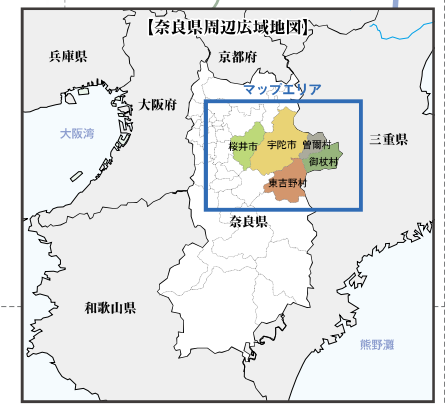 【奈良県周辺広域地図】
兵庫県
京都府
マップエリア
大阪府
大阪湾
三重県
桜井市
宇陀市
曽爾村
御杖村
東吉野村
奈良県
和歌山県
熊野灘